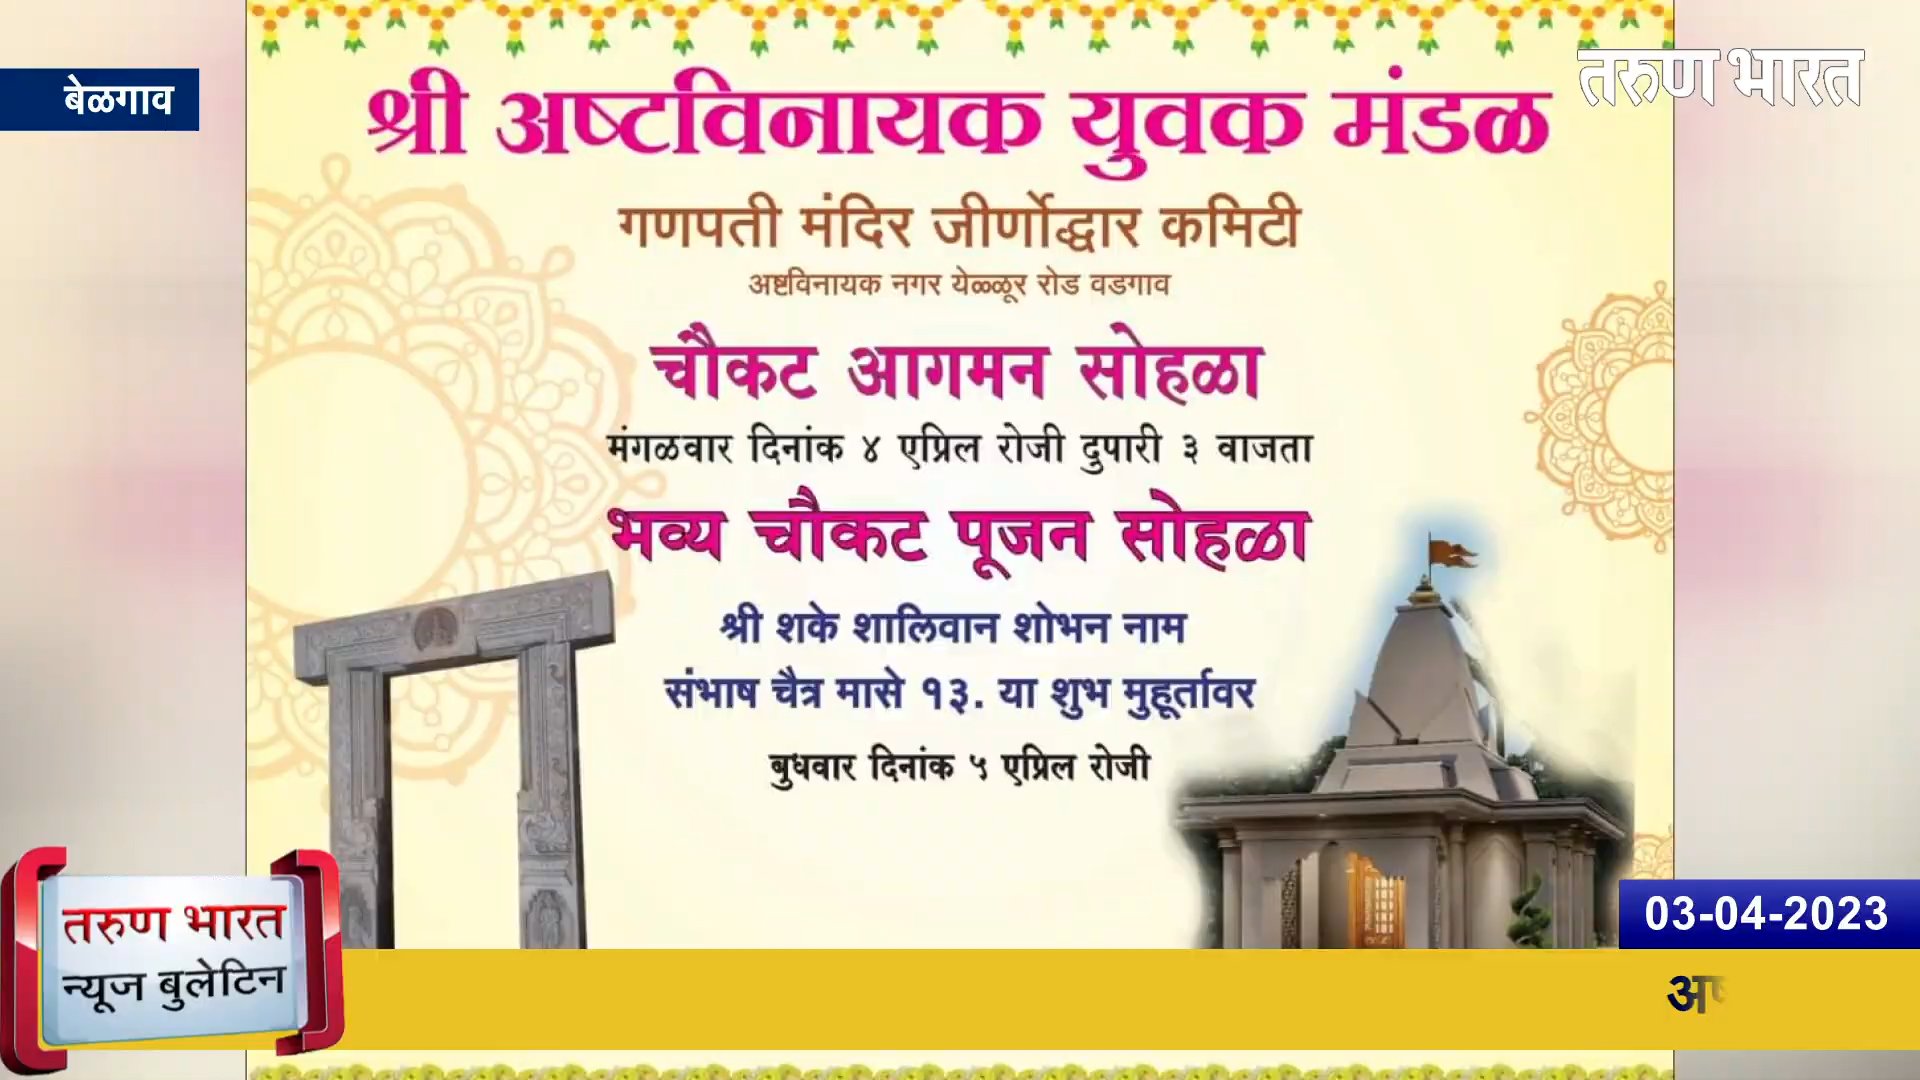 बेळगाव
तरुण भारत
श्री अष्टविनायक युवक मंडळ
गणपती मंदिर जीर्णोद्धार कमिटी
अष्टविनायक नगर येळ्ळूर रोड वडगाव
चौकट आगमन सोहळा
मंगळवार दिनांक ४ एप्रिल रोजी दुपारी ३ वाजता
भव्य चौकट पूजन सोहळा
श्री शके शालिवान शोभन नाम
संभाष चैत्र मासे १३. या शुभ मुहूर्तावर
बुधवार दिनांक ५ एप्रिल रोजी
03-04-2023
तरुण भारत
न्यूज बुलेटिन